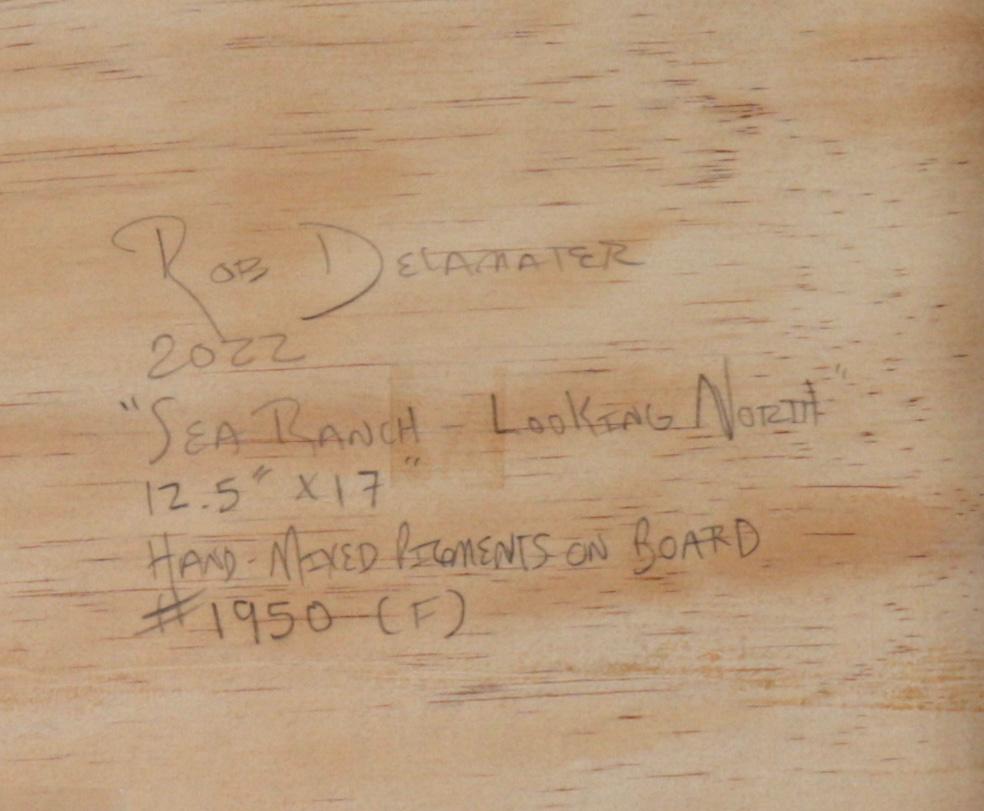 Rob Delamater
2022
"Sea Ranch - Looking North"
12.5" x 17"
Hand-Mixed Pigments on Board
#1950 (F)